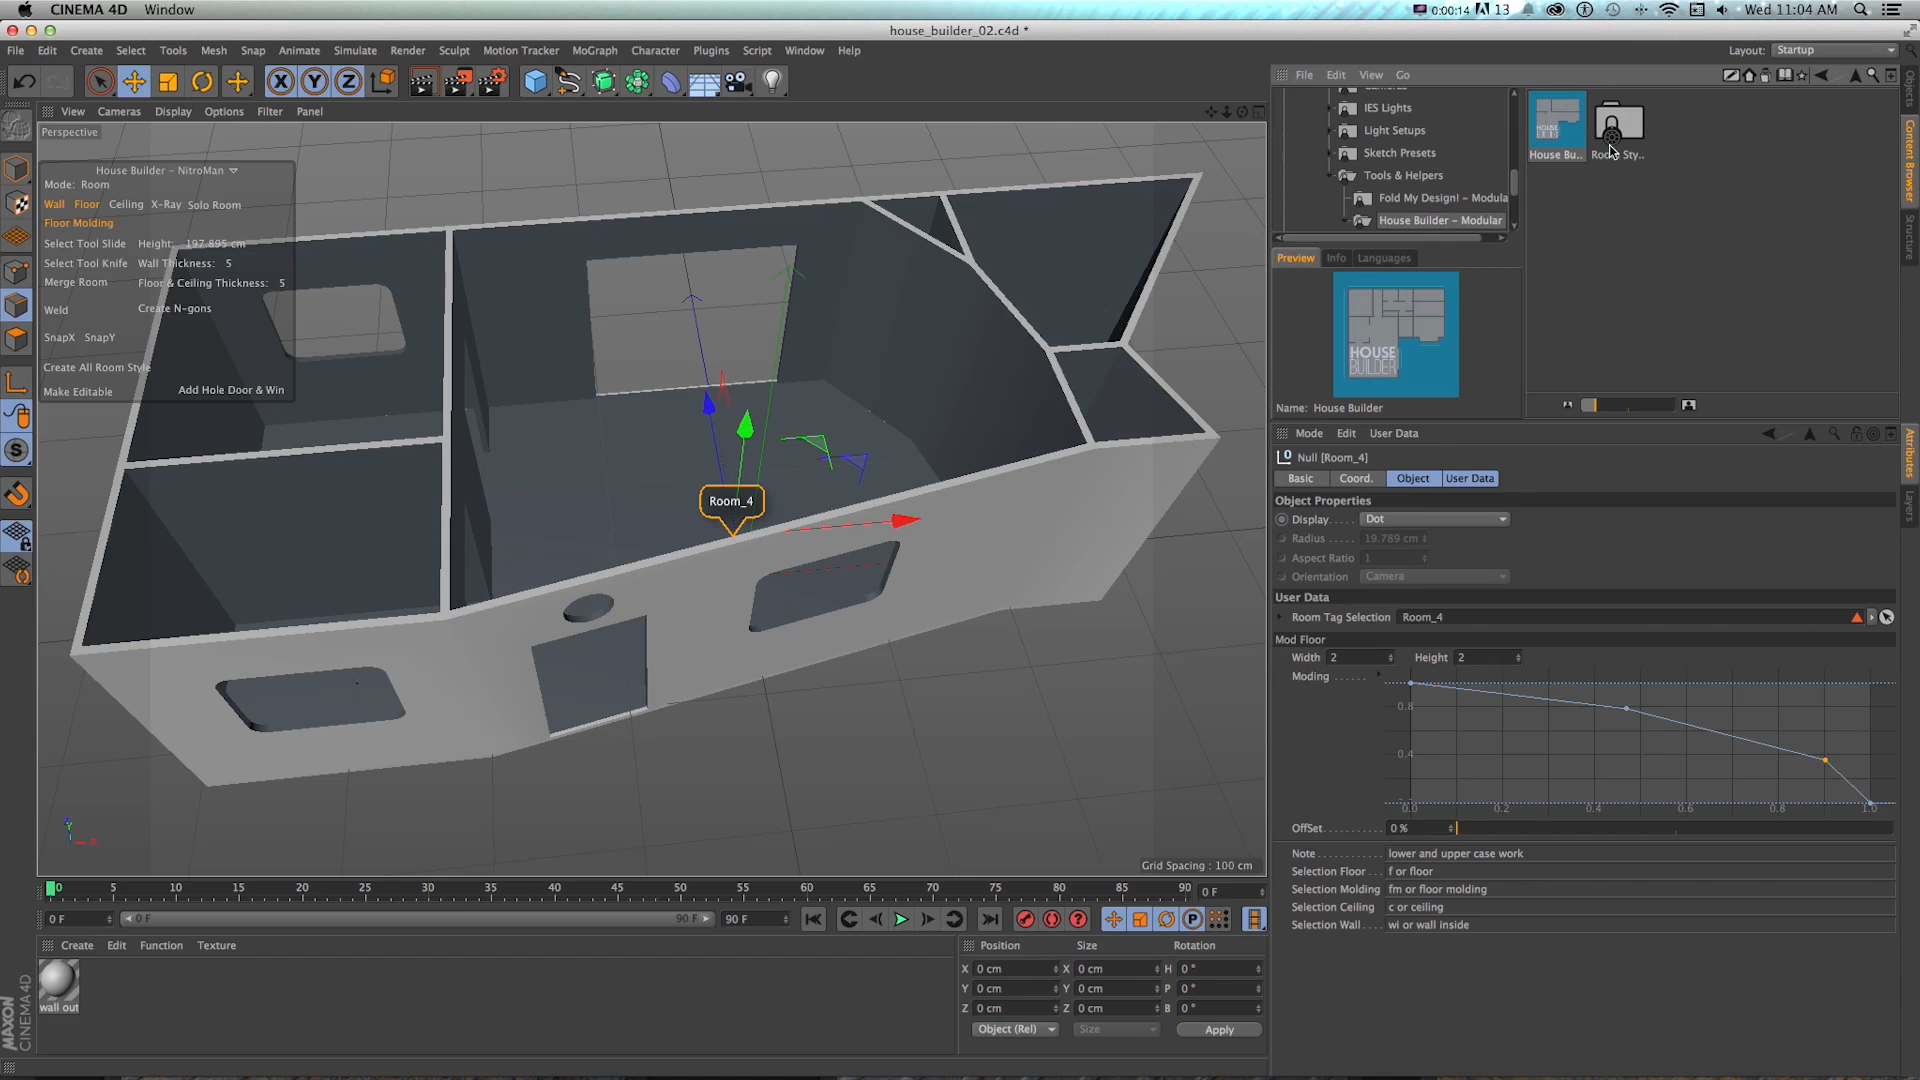 CINEMA 4D Window
0:00:14 13 Wed 11:04 AM
house_builder_02.c4d *
File Edit Create Select Tools Mesh Snap Animate Simulate Render Sculpt Motion Tracker MoGraph Character Plugins Script Window Help
Layout: Startup
View Cameras Display Options Filter Panel
Perspective
House Builder - NitroMan
Mode: Room
Wall Floor Ceiling X-Ray Solo Room
Floor Molding
Select Tool Slide Height: 197.895 cm
Select Tool Knife Wall Thickness: 5
Merge Room Floor & Ceiling Thickness: 5
Weld Create N-gons
SnapX SnapY
Create All Room Style
Make Editable Add Hole Door & Win
Room_4
Grid Spacing : 100 cm
File Edit View Go
IES Lights
Light Setups
Sketch Presets
Tools & Helpers
Fold My Design! - Modula
House Builder - Modular
House Bu..
Preview Info Languages
HOUSE
BUILDER
Name: House Builder
Objects
Content Browser
Structure
Attributes
Layers
Mode Edit User Data
Null [Room_4]
Basic Coord. Object User Data
Object Properties
Display Dot
Radius 19.789 cm
Aspect Ratio 1
Orientation Camera
User Data
Room Tag Selection Room_4
Mod Floor
Width 2 Height 2
Moding
0.8
0.4
0.0 0.2 0.4 0.6 0.8 1.0
OffSet 0 %
Note lower and upper case work
Selection Floor f or floor
Selection Molding fm or floor molding
Selection Ceiling c or ceiling
Selection Wall wi or wall inside
0 5 10 15 20 25 30 35 40 45 50 55 60 65 70 75 80 85 90 0 F
0 F 0 F 90 F 90 F
Create Edit Function Texture
wall out
MAXON
CINEMA 4D
Position Size Rotation
X 0 cm X 0 cm H 0 °
Y 0 cm Y 0 cm P 0 °
Z 0 cm Z 0 cm B 0 °
Object (Rel) Size Apply